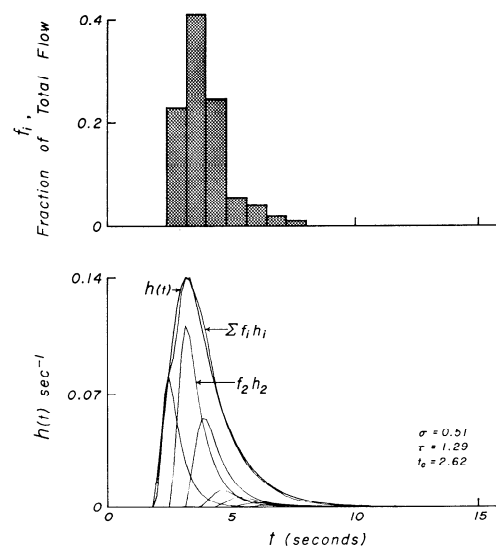 0.4
0.2
0
f_i ,
Fraction of Total Flow
0.14
0.07
0
h(t) sec⁻¹
h(t)
Σ f_i h_i
f_2 h_2
σ = 0.51
τ = 1.29
t_c = 2.62
0 5 10 15
t (seconds)